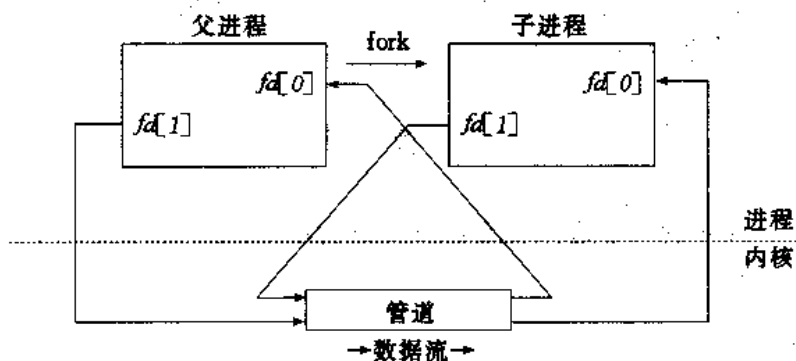 父进程
fork
子进程
fd[0]
fd[0]
fd[1]
fd[1]
进程
内核
管道
→数据流→